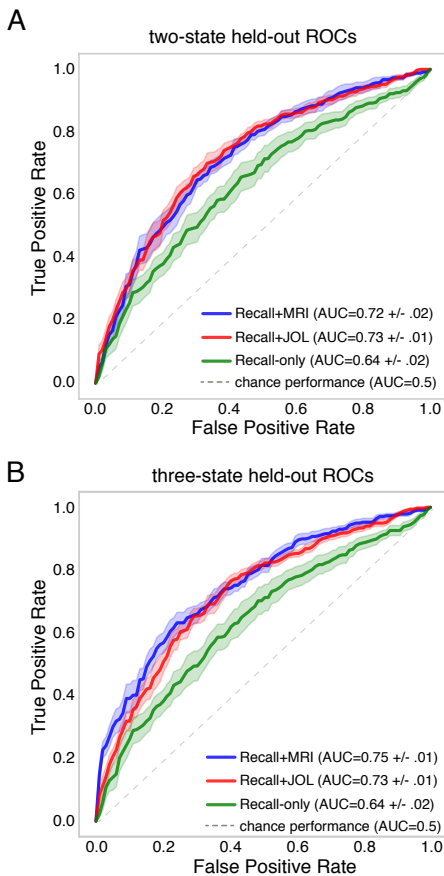 A
two-state held-out ROCs
1.0
0.8
0.6
0.4
0.2
0.0
True Positive Rate
Recall+MRI (AUC=0.72 +/- .02)
Recall+JOL (AUC=0.73 +/- .01)
Recall-only (AUC=0.64 +/- .02)
chance performance (AUC=0.5)
0.0 0.2 0.4 0.6 0.8 1.0
False Positive Rate
B
three-state held-out ROCs
1.0
0.8
0.6
0.4
0.2
0.0
True Positive Rate
Recall+MRI (AUC=0.75 +/- .01)
Recall+JOL (AUC=0.73 +/- .01)
Recall-only (AUC=0.64 +/- .02)
chance performance (AUC=0.5)
0.0 0.2 0.4 0.6 0.8 1.0
False Positive Rate